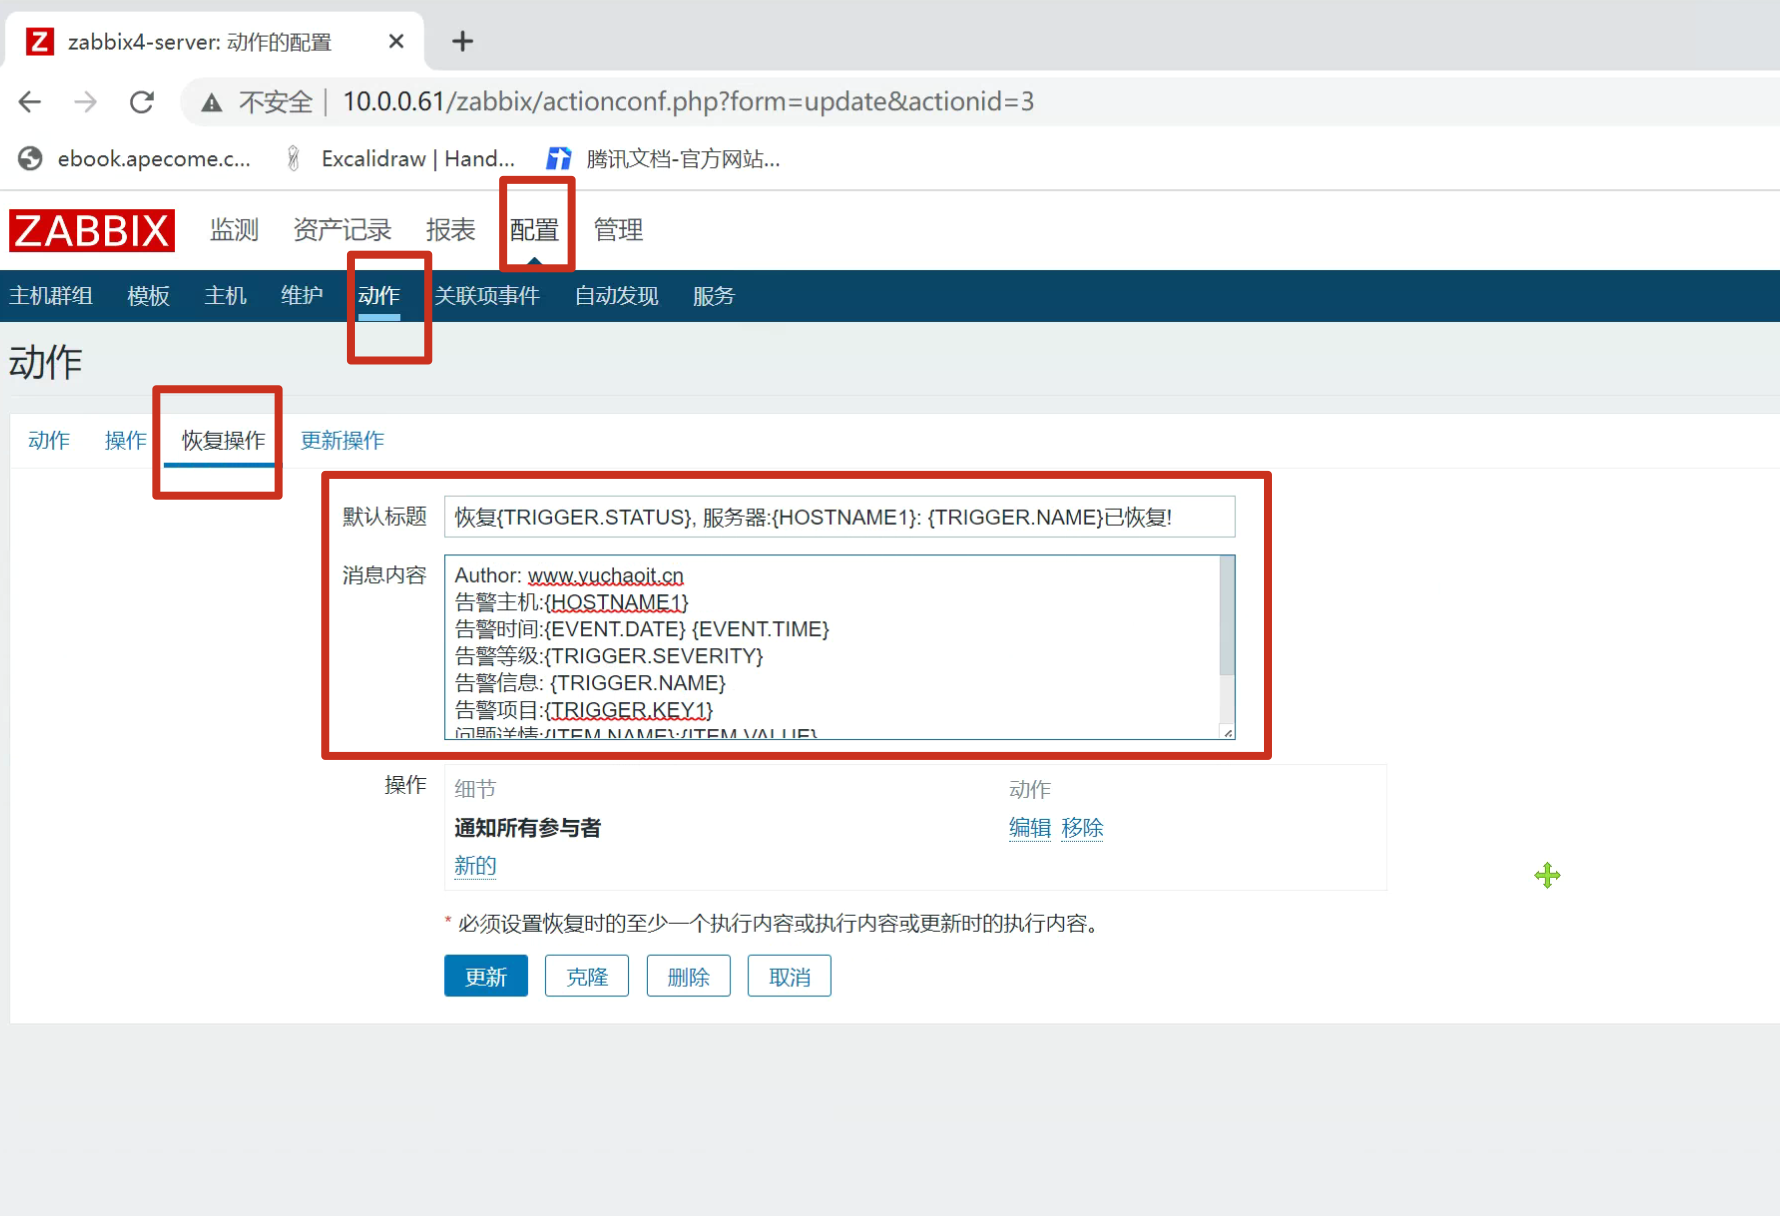 Z zabbix4-server: 动作的配置
不安全 | 10.0.0.61/zabbix/actionconf.php?form=update&actionid=3
ebook.apecome.c... Excalidraw | Hand... 腾讯文档-官方网站...
ZABBIX 监测 资产记录 报表 配置 管理
主机群组 模板 主机 维护 动作 关联项事件 自动发现 服务
动作
动作 操作 恢复操作 更新操作
默认标题 恢复{TRIGGER.STATUS}, 服务器:{HOSTNAME1}: {TRIGGER.NAME}已恢复!
消息内容 Author: www.yuchaoit.cn
告警主机:{HOSTNAME1}
告警时间:{EVENT.DATE} {EVENT.TIME}
告警等级:{TRIGGER.SEVERITY}
告警信息: {TRIGGER.NAME}
告警项目:{TRIGGER.KEY1}
问题详情:{ITEM.NAME}:{ITEM.VALUE}
操作 细节 动作
通知所有参与者 编辑 移除
新的
* 必须设置恢复时的至少一个执行内容或执行内容或更新时的执行内容。
更新 克隆 删除 取消